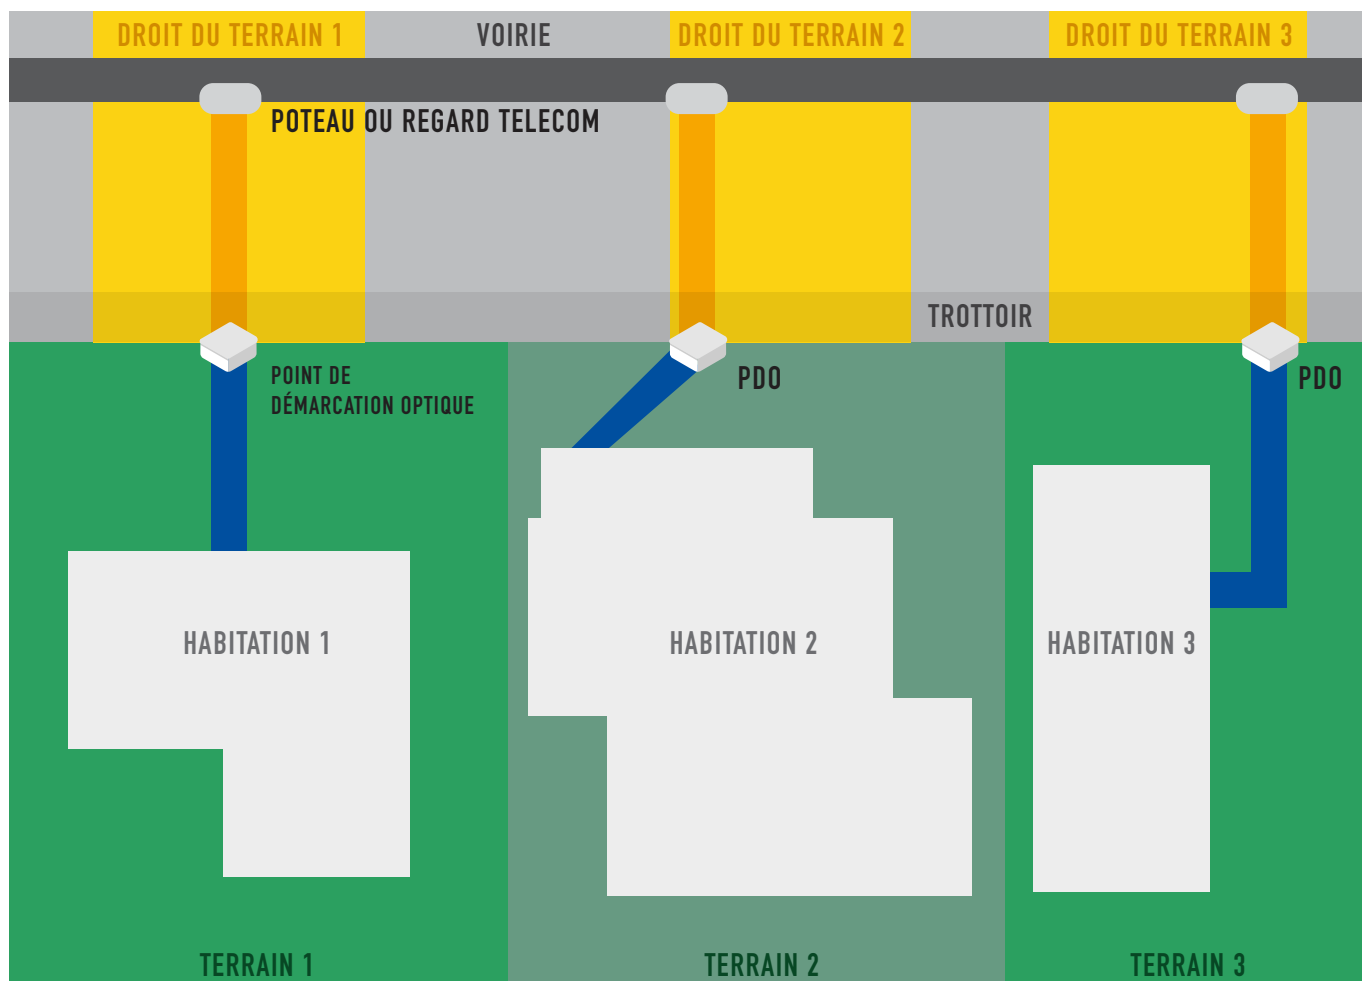 DROIT DU TERRAIN 1
VOIRIE
DROIT DU TERRAIN 2
DROIT DU TERRAIN 3
POTEAU OU REGARD TELECOM
TROTTOIR
POINT DE
DÉMARCATION OPTIQUE
PDO
PDO
HABITATION 1
HABITATION 2
HABITATION 3
TERRAIN 1
TERRAIN 2
TERRAIN 3